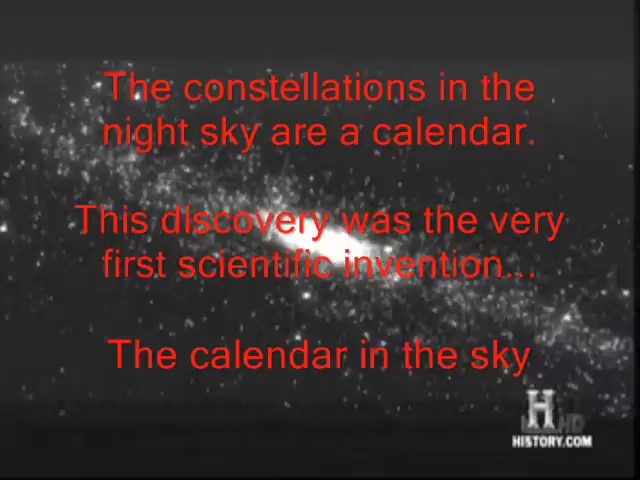 The constellations in the
night sky are a calendar.
This discovery was the very
first scientific invention...
The calendar in the sky
H HD
HISTORY.COM